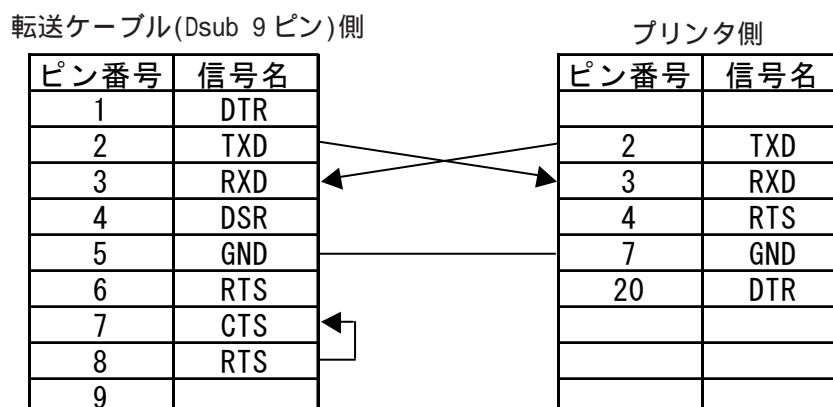 転送ケーブル(Dsub 9ピン)側
プリンタ側
ピン番号 信号名 ピン番号 信号名
1 DTR
2 TXD 2 TXD
3 RXD 3 RXD
4 DSR 4 RTS
5 GND 7 GND
6 RTS 20 DTR
7 CTS
8 RTS
9